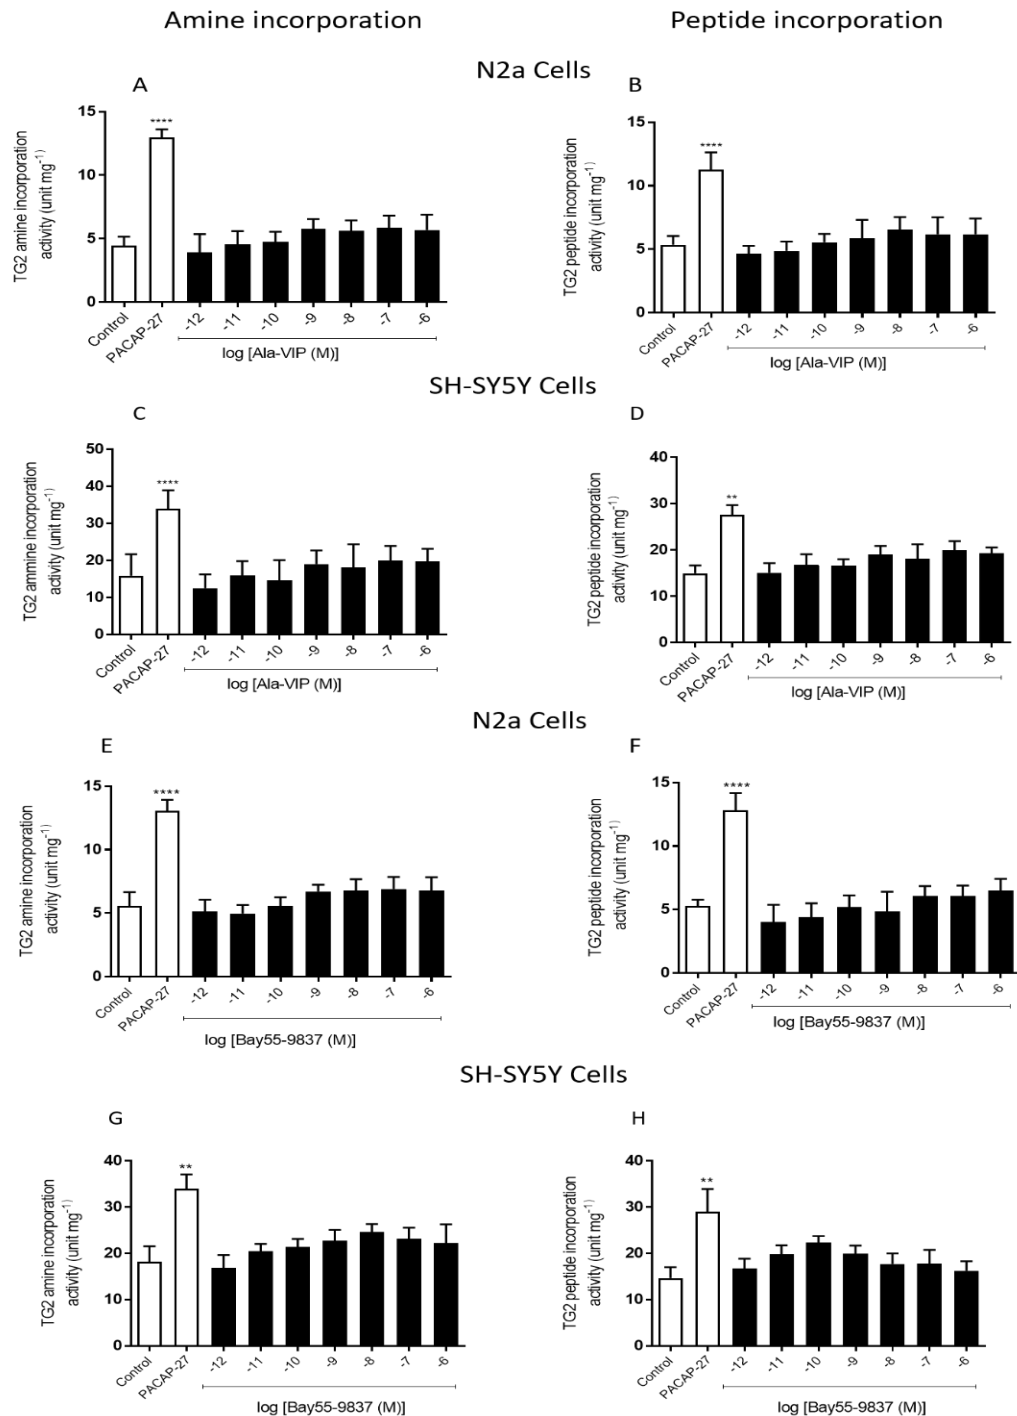 Amine incorporation
Peptide incorporation
N2a Cells
A
TG2 amine incorporation
activity (unit mg-1)
15
10
5
0
****
Control
PACAP-27
-12
-11
-10
-9
-8
-7
-6
log [Ala-VIP (M)]
B
TG2 peptide incorporation
activity (unit mg-1)
15
10
5
0
****
Control
PACAP-27
-12
-11
-10
-9
-8
-7
-6
log [Ala-VIP (M)]
SH-SY5Y Cells
C
TG2 ammine incorporation
activity (unit mg-1)
50
40
30
20
10
0
****
Control
PACAP-27
-12
-11
-10
-9
-8
-7
-6
log [Ala-VIP (M)]
D
TG2 peptide incorporation
activity (unit mg-1)
40
30
20
10
0
**
Control
PACAP-27
-12
-11
-10
-9
-8
-7
-6
log [Ala-VIP (M)]
N2a Cells
E
TG2 amine incorporation
activity (unit mg-1)
15
10
5
0
****
Control
PACAP-27
-12
-11
-10
-9
-8
-7
-6
log [Bay55-9837 (M)]
F
TG2 peptide incorporation
activity (unit mg-1)
15
10
5
0
****
Control
PACAP-27
-12
-11
-10
-9
-8
-7
-6
log [Bay55-9837 (M)]
SH-SY5Y Cells
G
TG2 amine incorporation
activity (unit mg-1)
40
30
20
10
0
**
Control
PACAP-27
-12
-11
-10
-9
-8
-7
-6
log [Bay55-9837 (M)]
H
TG2 peptide incorporation
activity (unit mg-1)
40
30
20
10
0
**
Control
PACAP-27
-12
-11
-10
-9
-8
-7
-6
log [Bay55-9837 (M)]